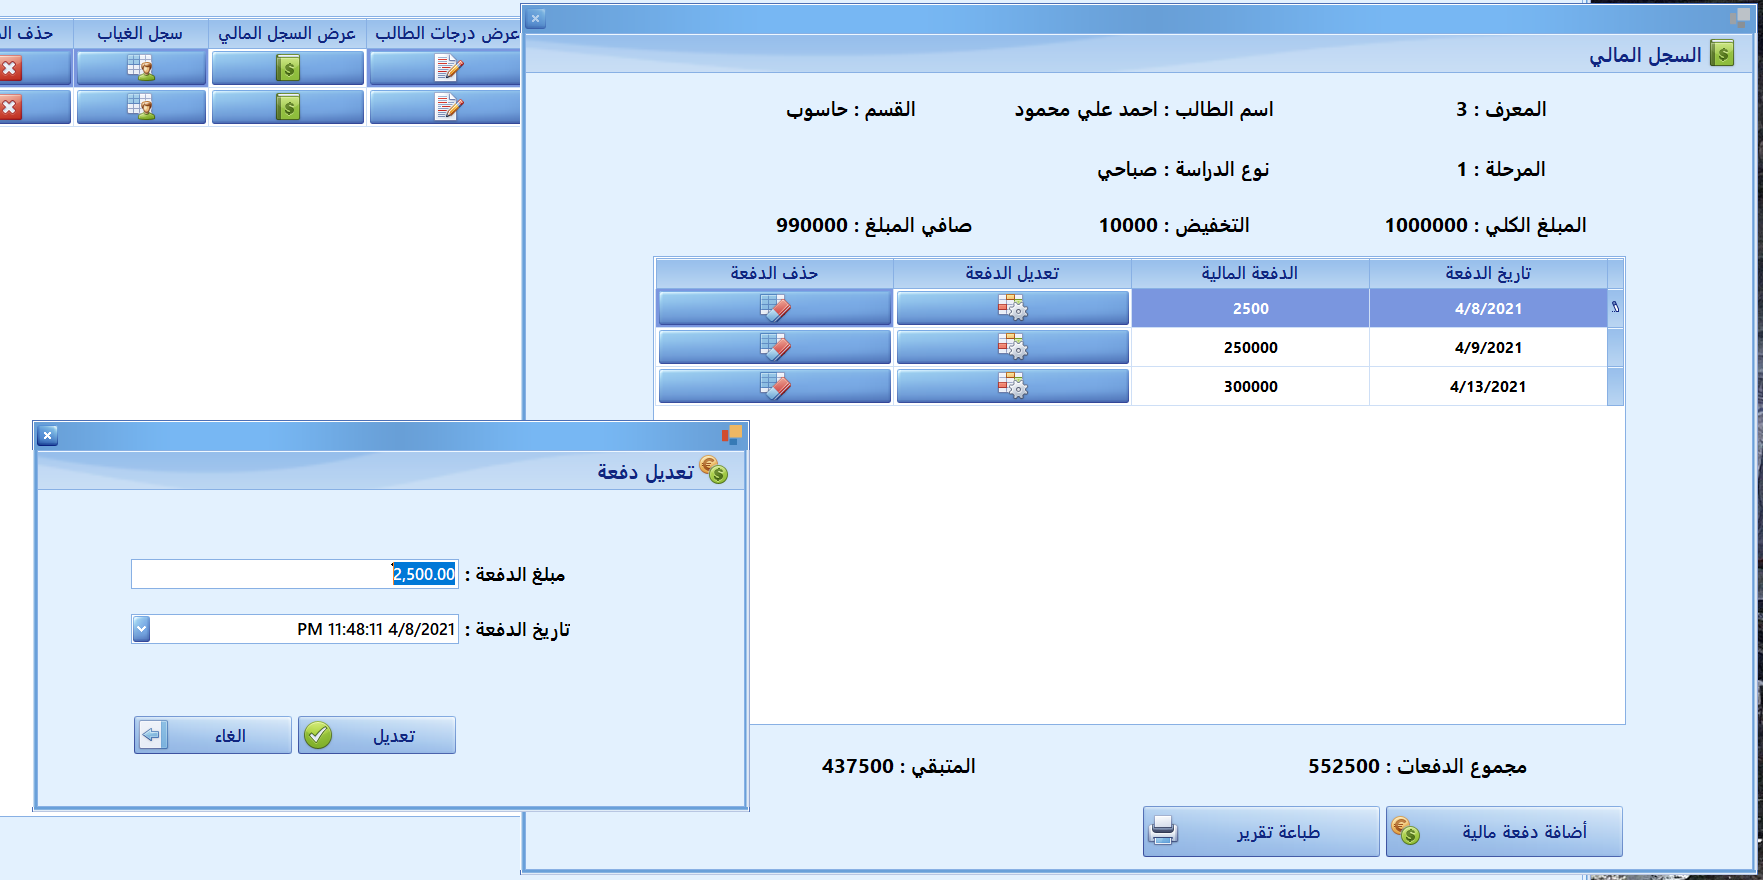 عرض درجات الطالب
عرض السجل المالي
سجل الغياب
السجل المالي
المعرف : 3
اسم الطالب : احمد علي محمود
القسم : حاسوب
المرحلة : 1
نوع الدراسة : صباحي
المبلغ الكلي : 1000000
التخفيض : 10000
صافي المبلغ : 990000
تاريخ الدفعة
الدفعة المالية
تعديل الدفعة
حذف الدفعة
4/8/2021
2500
4/9/2021
250000
4/13/2021
300000
مجموع الدفعات : 552500
المتبقي : 437500
أضافة دفعة مالية
طباعة تقرير
تعديل دفعة
مبلغ الدفعة : 2,500.00
تاريخ الدفعة : 4/8/2021 11:48:11 PM
تعديل
الغاء
حذف